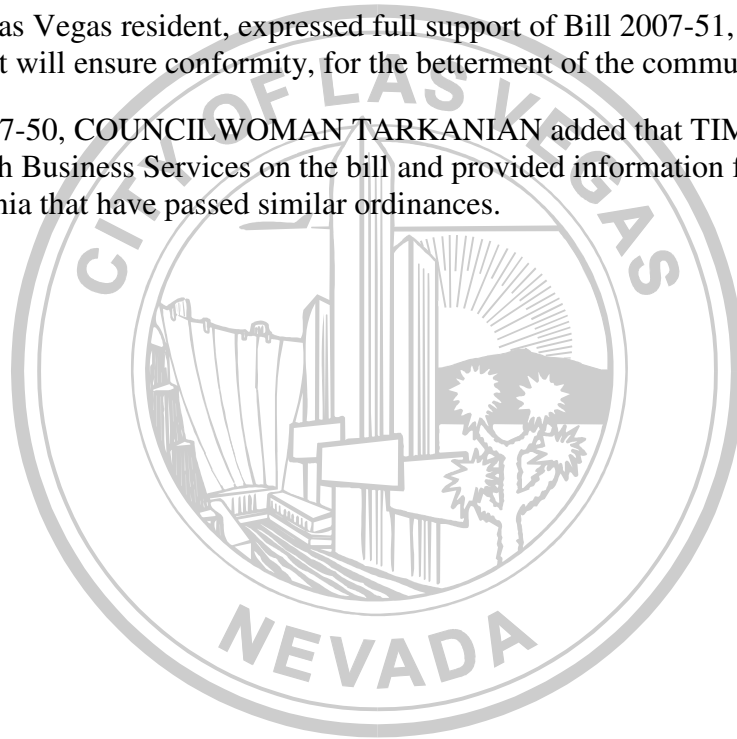 as Vegas resident, expressed full support of Bill 2007-51,
t will ensure conformity, for the betterment of the commu
7-50, COUNCILWOMAN TARKANIAN added that TIM
h Business Services on the bill and provided information f
nia that have passed similar ordinances.
CITY OF LAS VEGAS
NEVADA